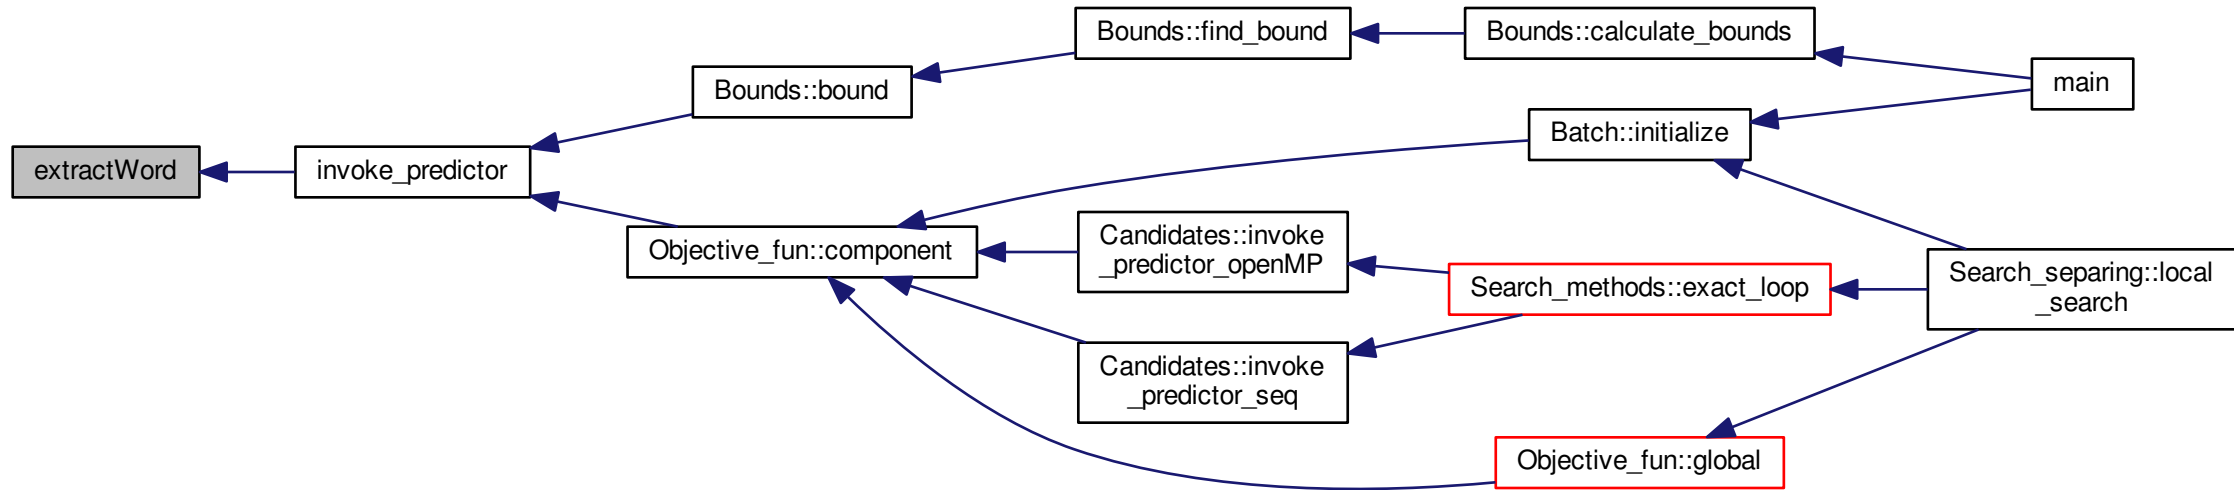 Bounds::find_bound
Bounds::calculate_bounds
Bounds::bound
main
Batch::initialize
extractWord
invoke_predictor
Objective_fun::component
Candidates::invoke
_predictor_openMP
Search_methods::exact_loop
Search_separing::local
_search
Candidates::invoke
_predictor_seq
Objective_fun::global